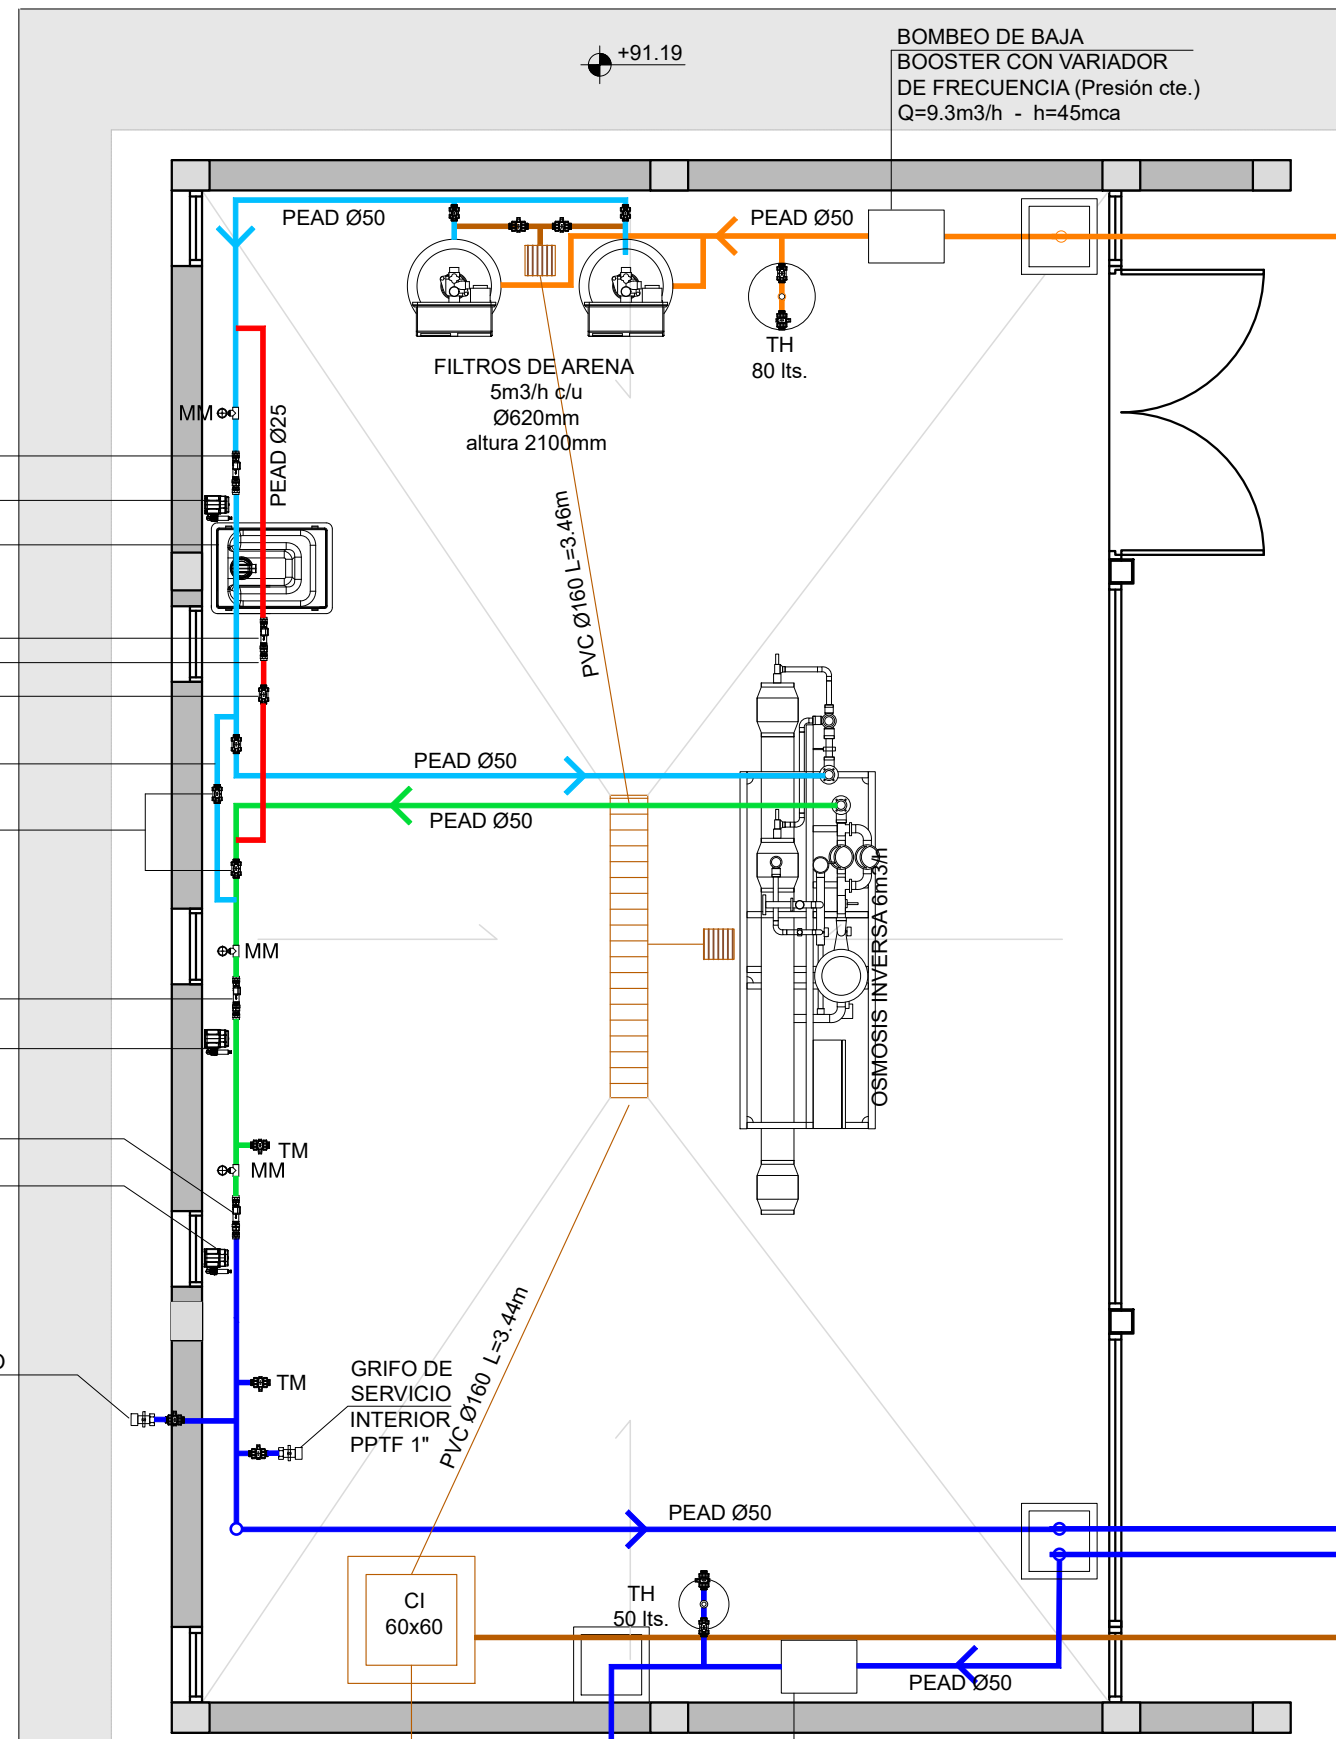 +91.19
BOMBEO DE BAJA
BOOSTER CON VARIADOR
DE FRECUENCIA (Presión cte.)
Q=9.3m3/h - h=45mca
PEAD Ø50
PEAD Ø50
TH
80 lts.
FILTROS DE ARENA
5m3/h c/u
Ø620mm
altura 2100mm
MM
PEAD Ø25
PVC Ø160 L=3.46m
PEAD Ø50
PEAD Ø50
OSMOSIS INVERSA 6m3/h
MM
TM
MM
PVC Ø160 L=3.44m
TM
GRIFO DE
SERVICIO
INTERIOR
PPTF 1"
PEAD Ø50
CI
60x60
TH
50 lts.
PEAD Ø50